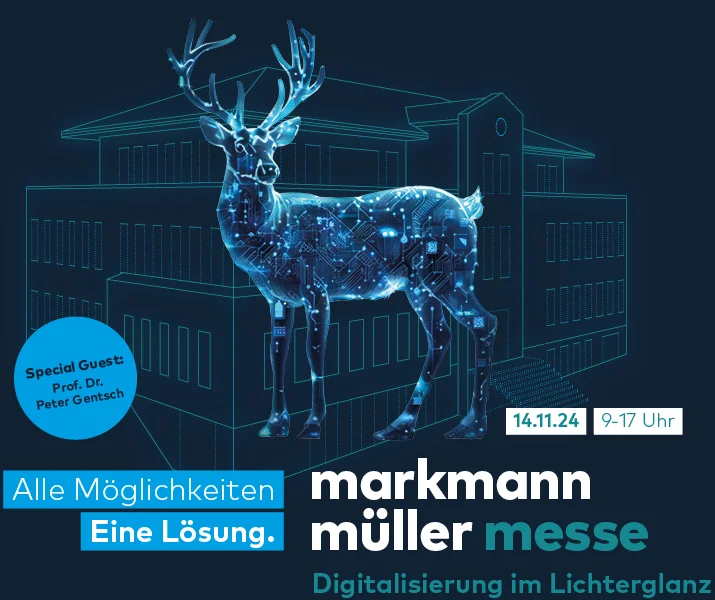 Special Guest:
Prof. Dr.
Peter Gentsch
14.11.24 9-17 Uhr
Alle Möglichkeiten
Eine Lösung.
markmann
müller messe
Digitalisierung im Lichterglanz